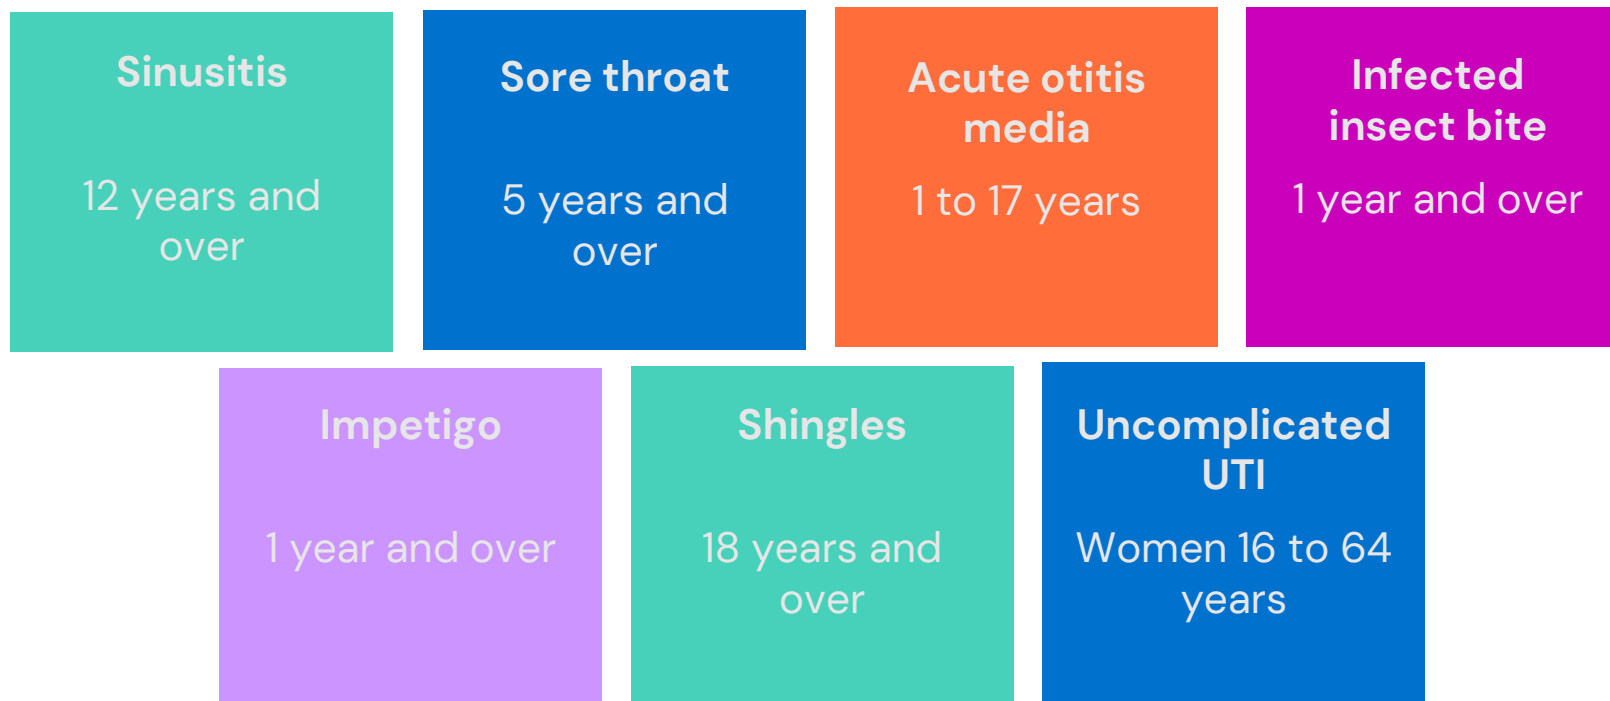 Sinusitis
12 years and
over
Sore throat
5 years and
over
Acute otitis
media
1 to 17 years
Infected
insect bite
1 year and over
Impetigo
1 year and over
Shingles
18 years and
over
Uncomplicated
UTI
Women 16 to 64
years